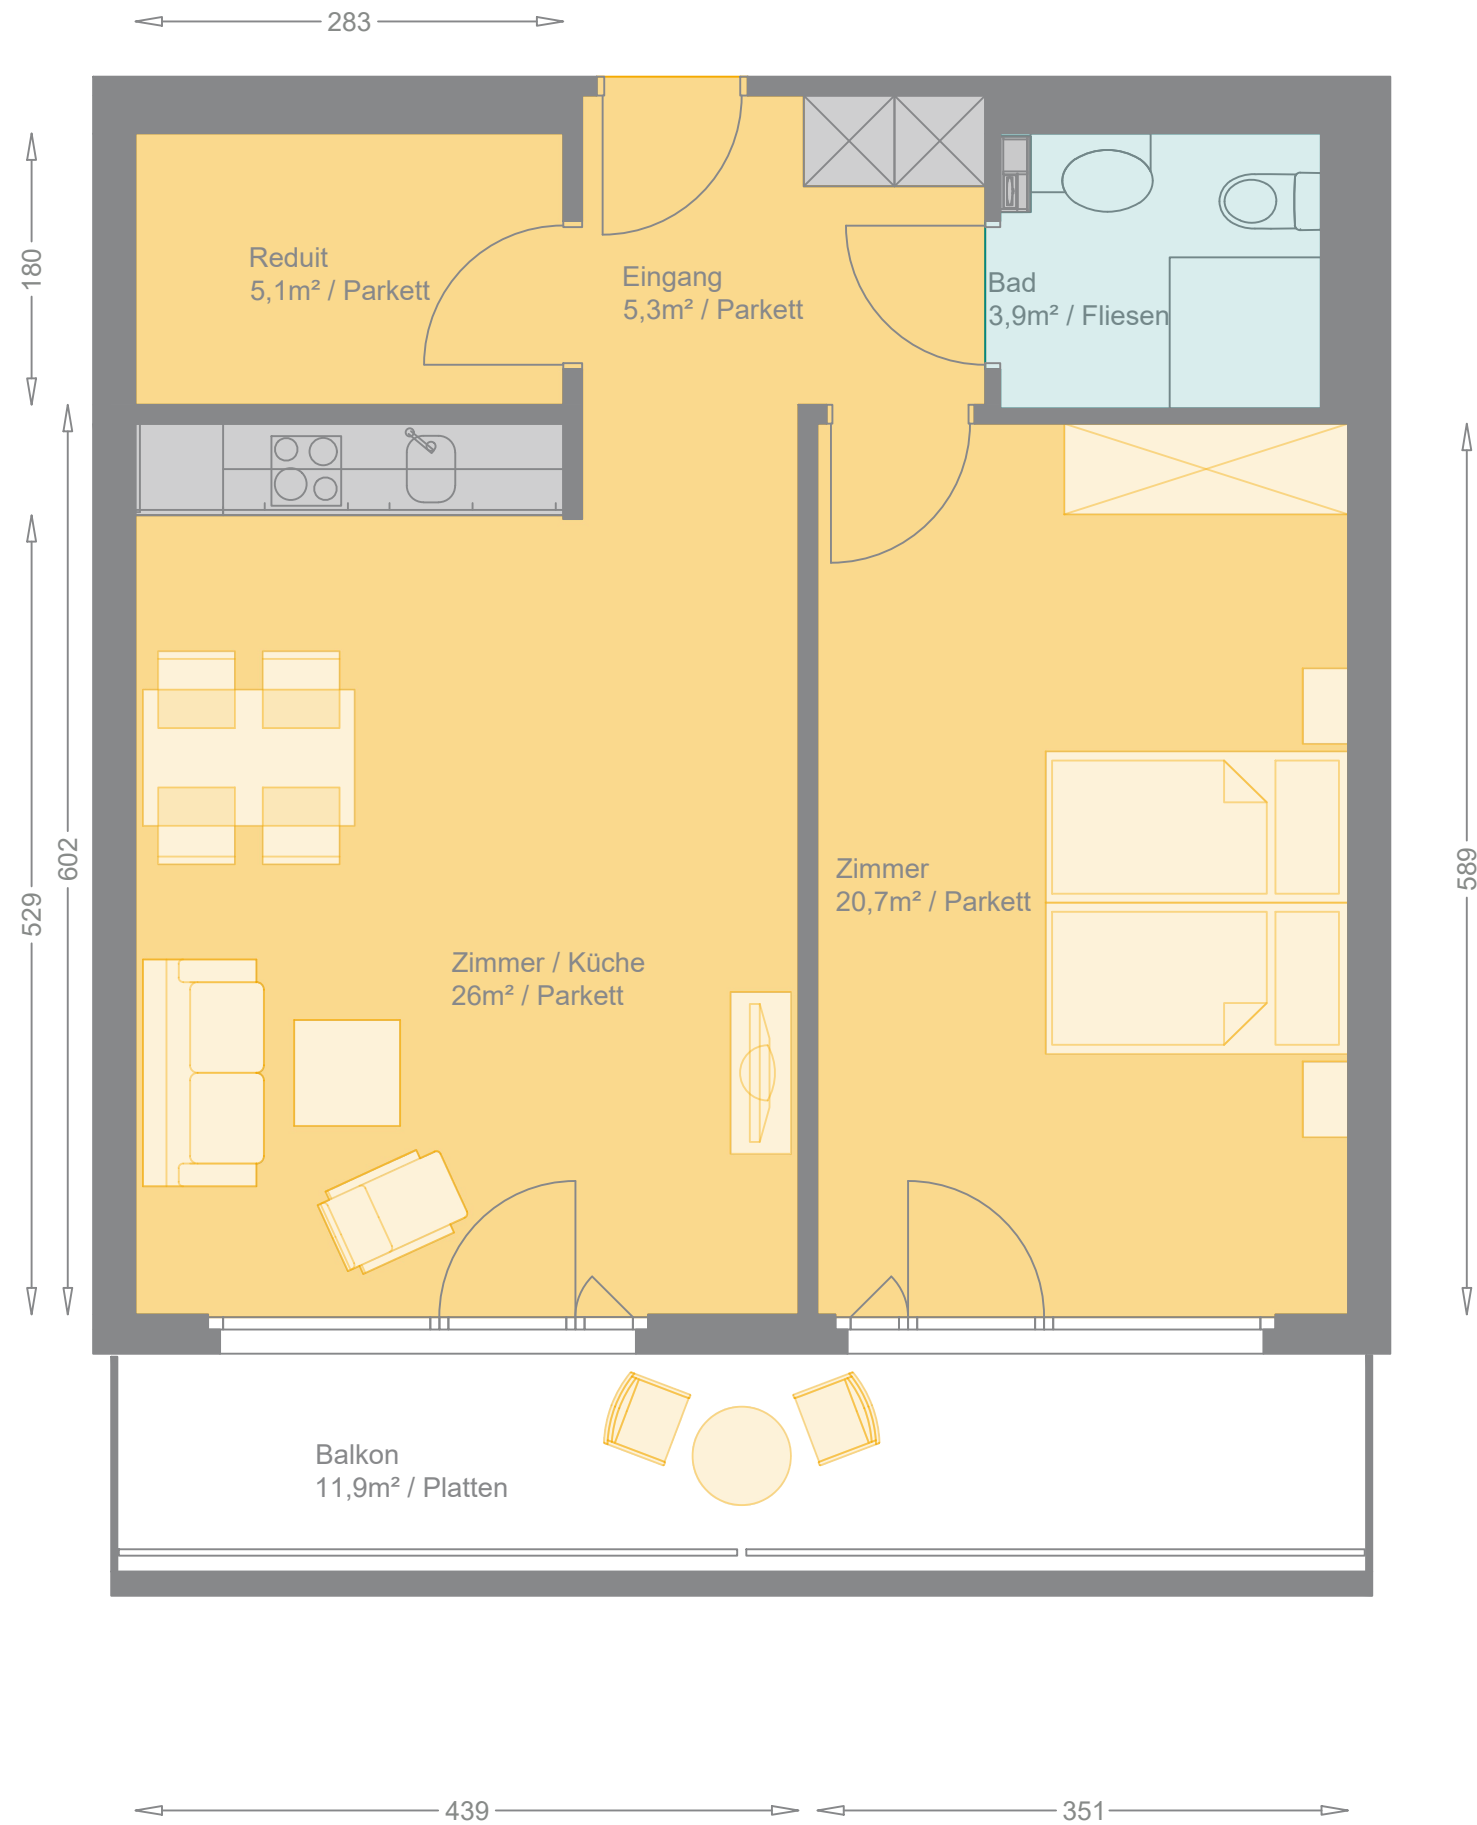 283
180
Reduit
5,1m² / Parkett
Eingang
5,3m² / Parkett
Bad
3,9m² / Fliesen
602
529
589
Zimmer
20,7m² / Parkett
Zimmer / Küche
26m² / Parkett
Balkon
11,9m² / Platten
439
351